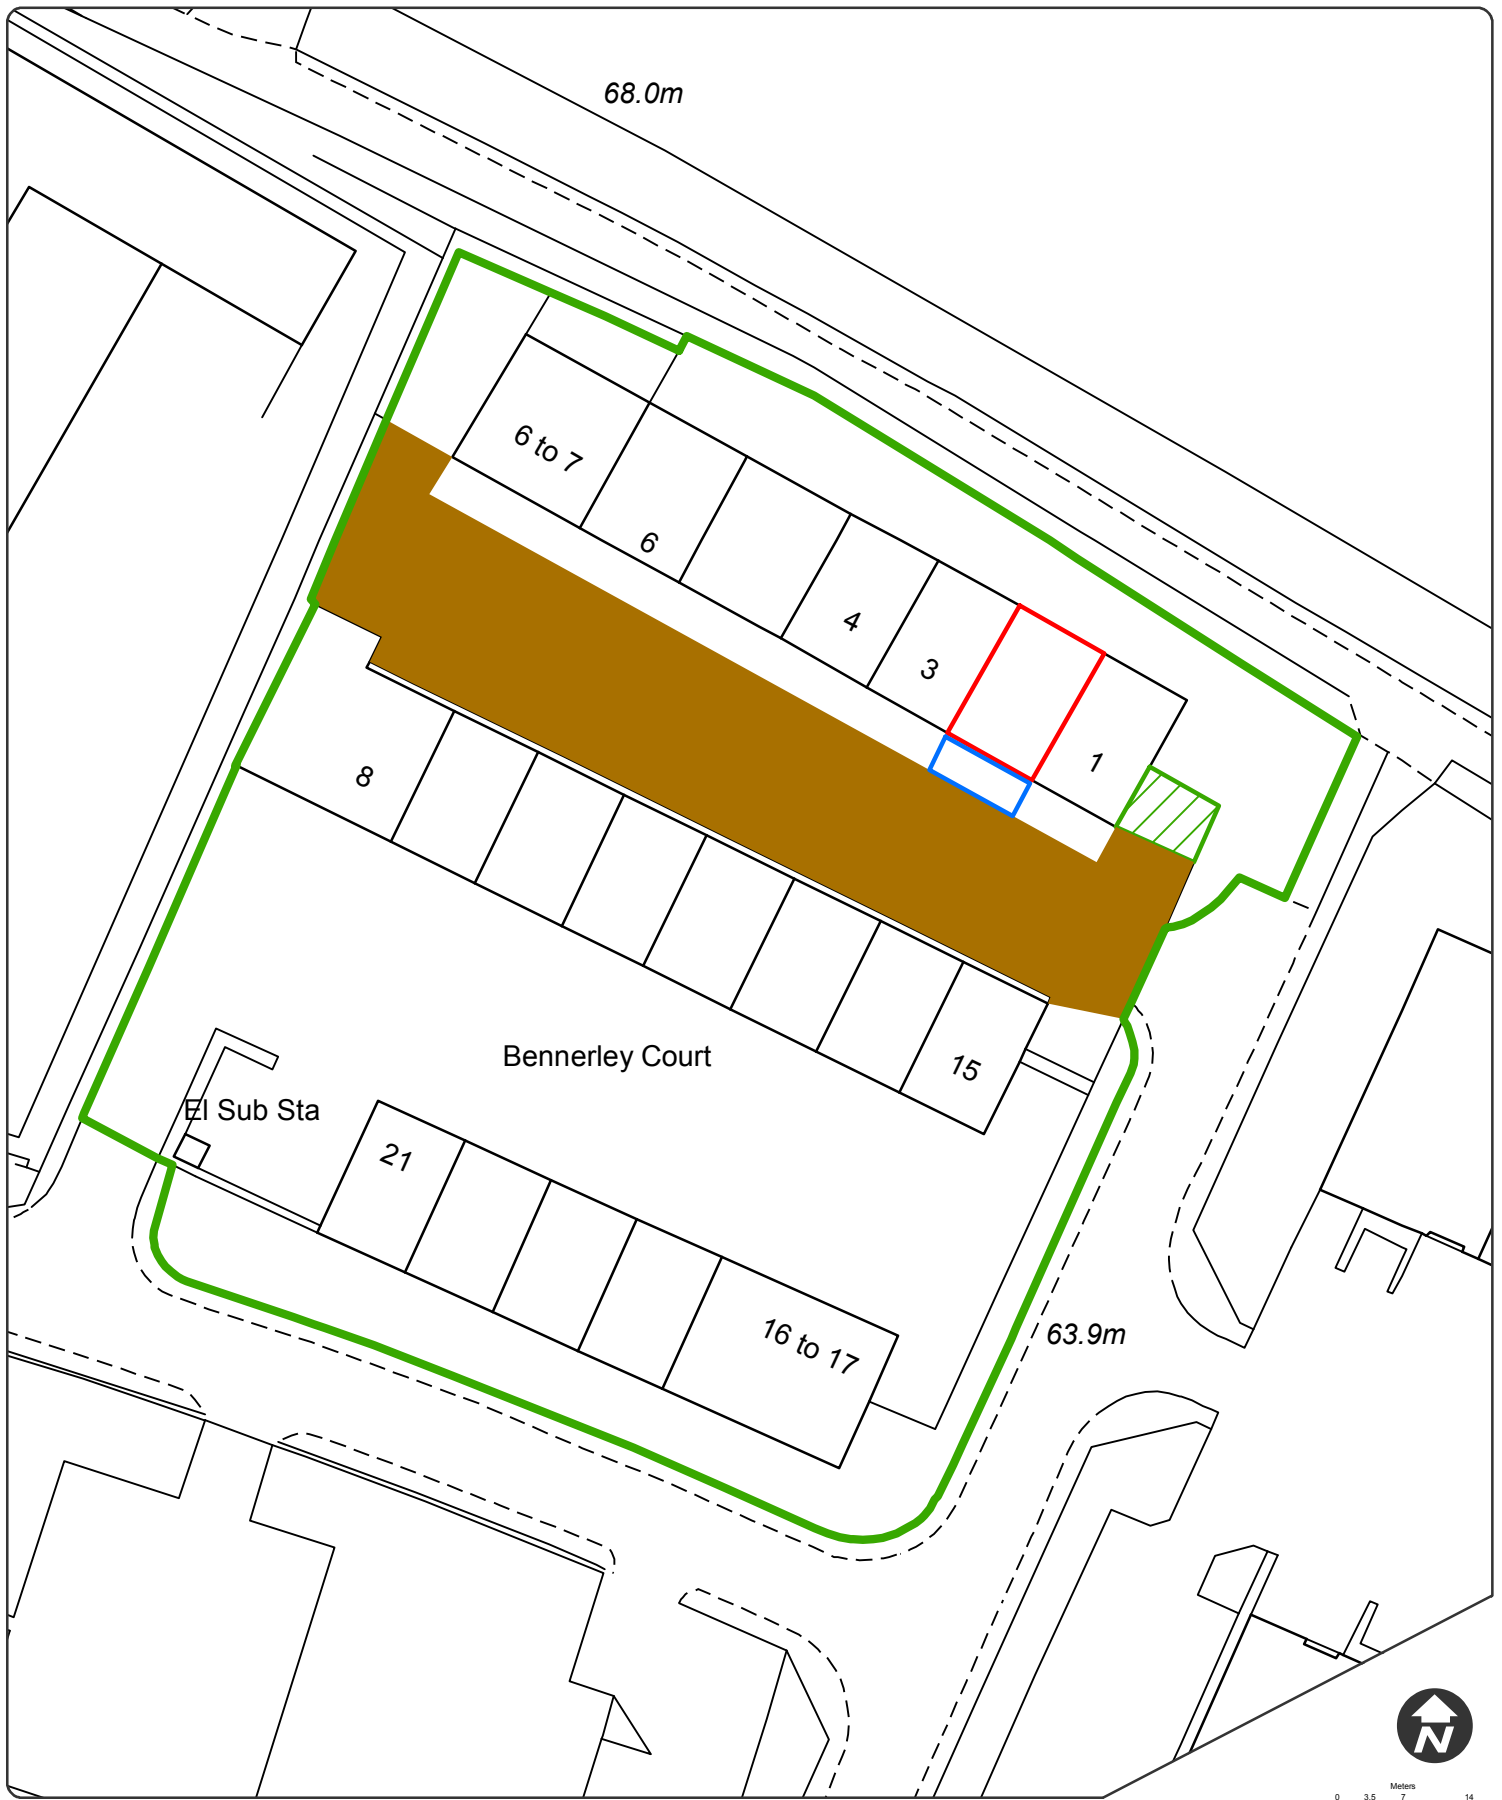 68.0m
6 to 7
6
4
3
1
8
Bennerley Court
15
El Sub Sta
21
16 to 17
63.9m
N
Meters
0 3.5 7 14